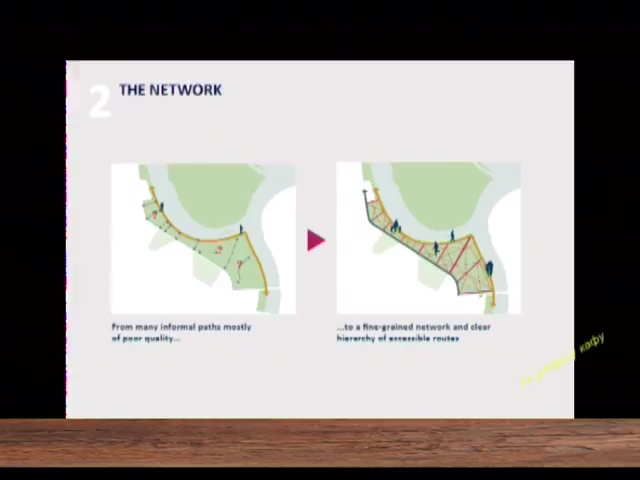 2
THE NETWORK
From many informal paths mostly
of poor quality...
...to a fine-grained network and clear
hierarchy of accessible routes
кафу